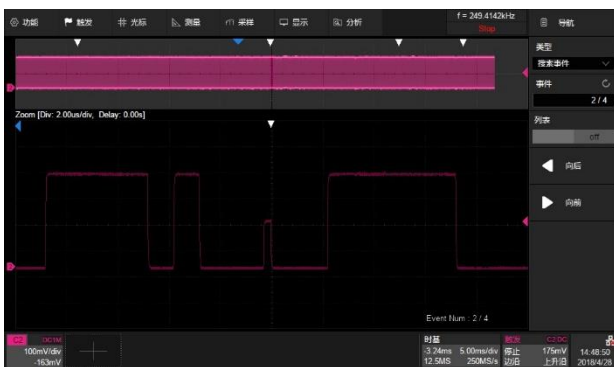 功能
触发
光标
测量
采样
显示
分析
f = 249.4142kHz
Stop
导航
类型
搜索事件
事件
2 / 4
列表
off
向后
向前
Zoom [Div: 2.00us/div, Delay: 0.00s]
Event Num : 2 / 4
C2 DC1M
100mV/div
-163mV
时基
-3.24ms 5.00ms/div
12.5MS 250MS/s
触发 C2 DC
停止 175mV
边沿 上升沿
14:48:50
2018/4/28